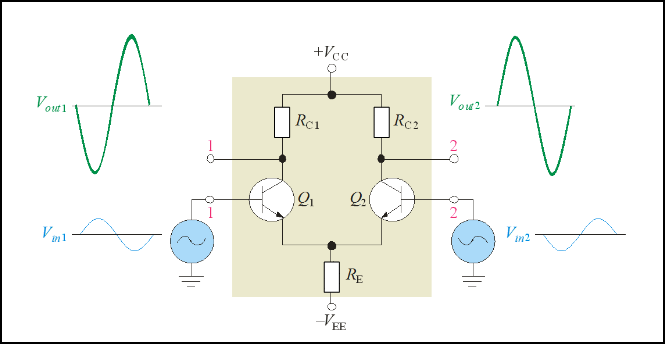 +VCC
Vout1
Vout2
RC1
RC2
1
2
Q1
Q2
1
2
Vin1
Vin2
RE
–VEE